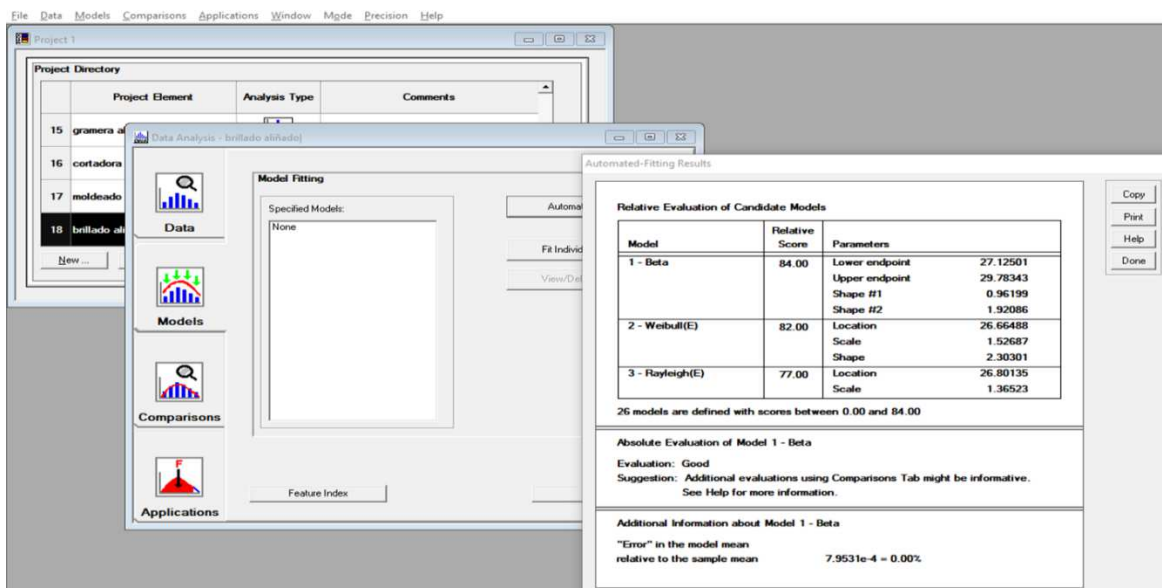 File Data Models Comparisons Applications Window Mode Precision Help
Project 1
Project Directory
Project Element Analysis Type Comments
15 gramera
16 cortadora
17 moldeado
18 brillado
New ...
Data Analysis - brillado aliñado|
Data
Models
Comparisons
Applications
Model Fitting
Specified Models:
None
Feature Index
Automated-Fitting Results
Relative Evaluation of Candidate Models
Model Relative Score Parameters
1 - Beta 84.00 Lower endpoint 27.12501
Upper endpoint 29.78343
Shape #1 0.96199
Shape #2 1.92086
2 - Weibull(E) 82.00 Location 26.66488
Scale 1.52687
Shape 2.30301
3 - Rayleigh(E) 77.00 Location 26.80135
Scale 1.36523
26 models are defined with scores between 0.00 and 84.00
Absolute Evaluation of Model 1 - Beta
Evaluation: Good
Suggestion: Additional evaluations using Comparisons Tab might be informative.
See Help for more information.
Additional Information about Model 1 - Beta
"Error" in the model mean
relative to the sample mean 7.9531e-4 = 0.00%
Copy
Print
Help
Done